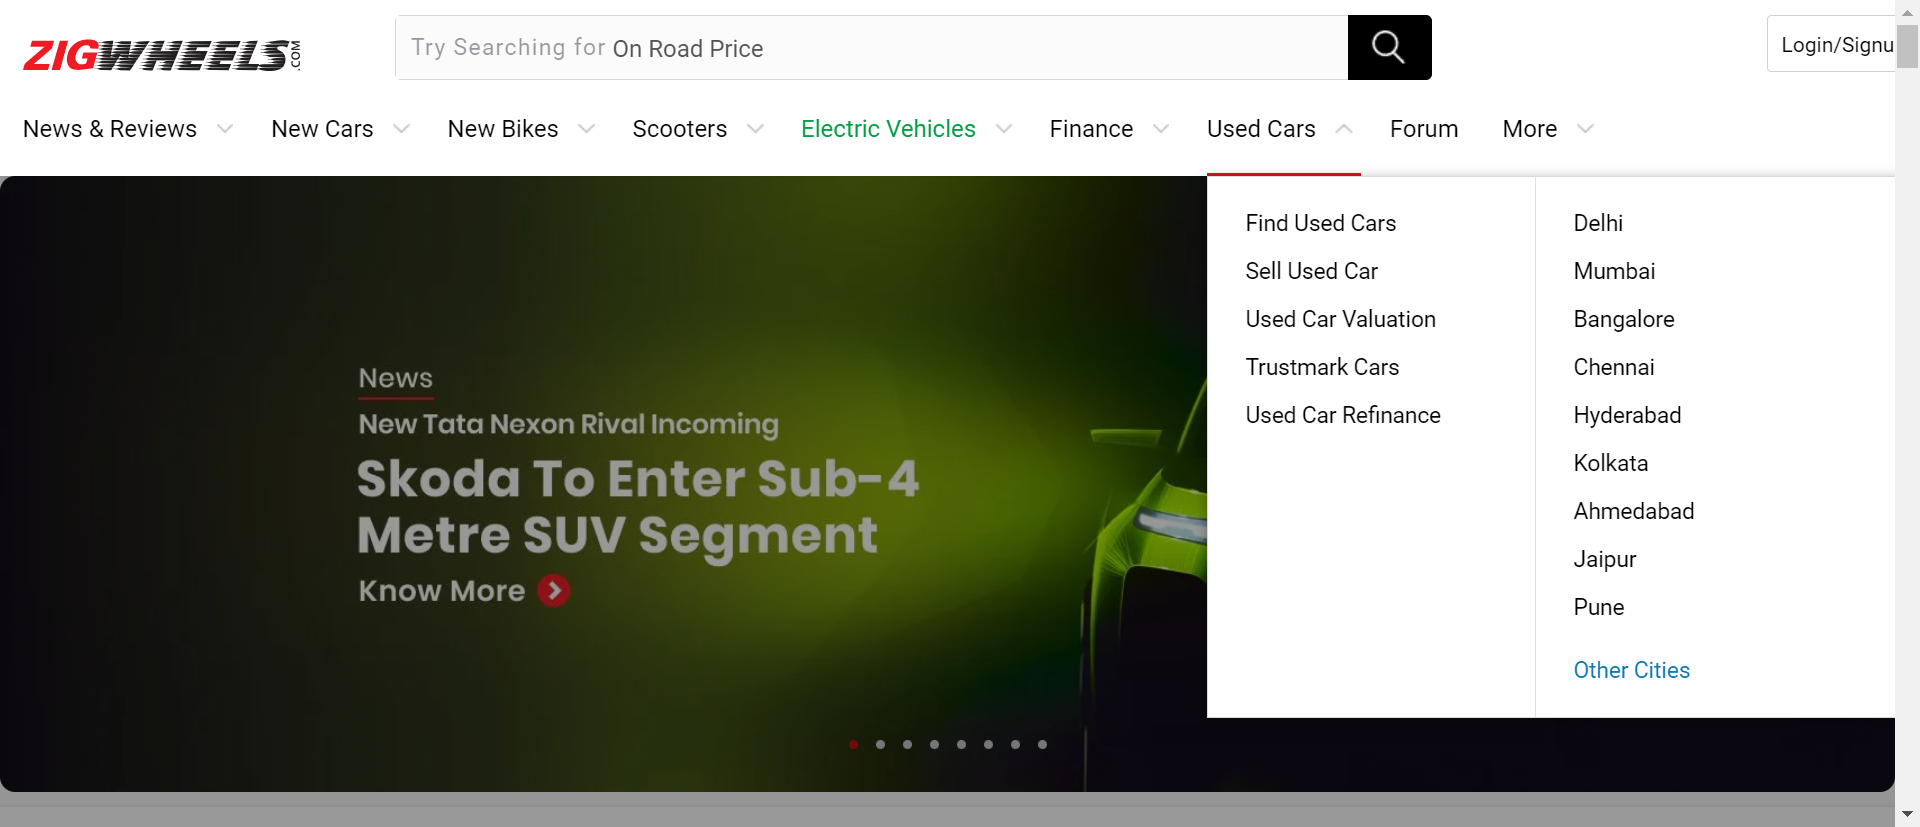 ZIGWHEELS.COM
Try Searching for On Road Price
Login/Signu
News & Reviews
New Cars
New Bikes
Scooters
Electric Vehicles
Finance
Used Cars
Forum
More
Find Used Cars
Sell Used Car
Used Car Valuation
Trustmark Cars
Used Car Refinance
Delhi
Mumbai
Bangalore
Chennai
Hyderabad
Kolkata
Ahmedabad
Jaipur
Pune
Other Cities
News
New Tata Nexon Rival Incoming
Skoda To Enter Sub-4
Metre SUV Segment
Know More